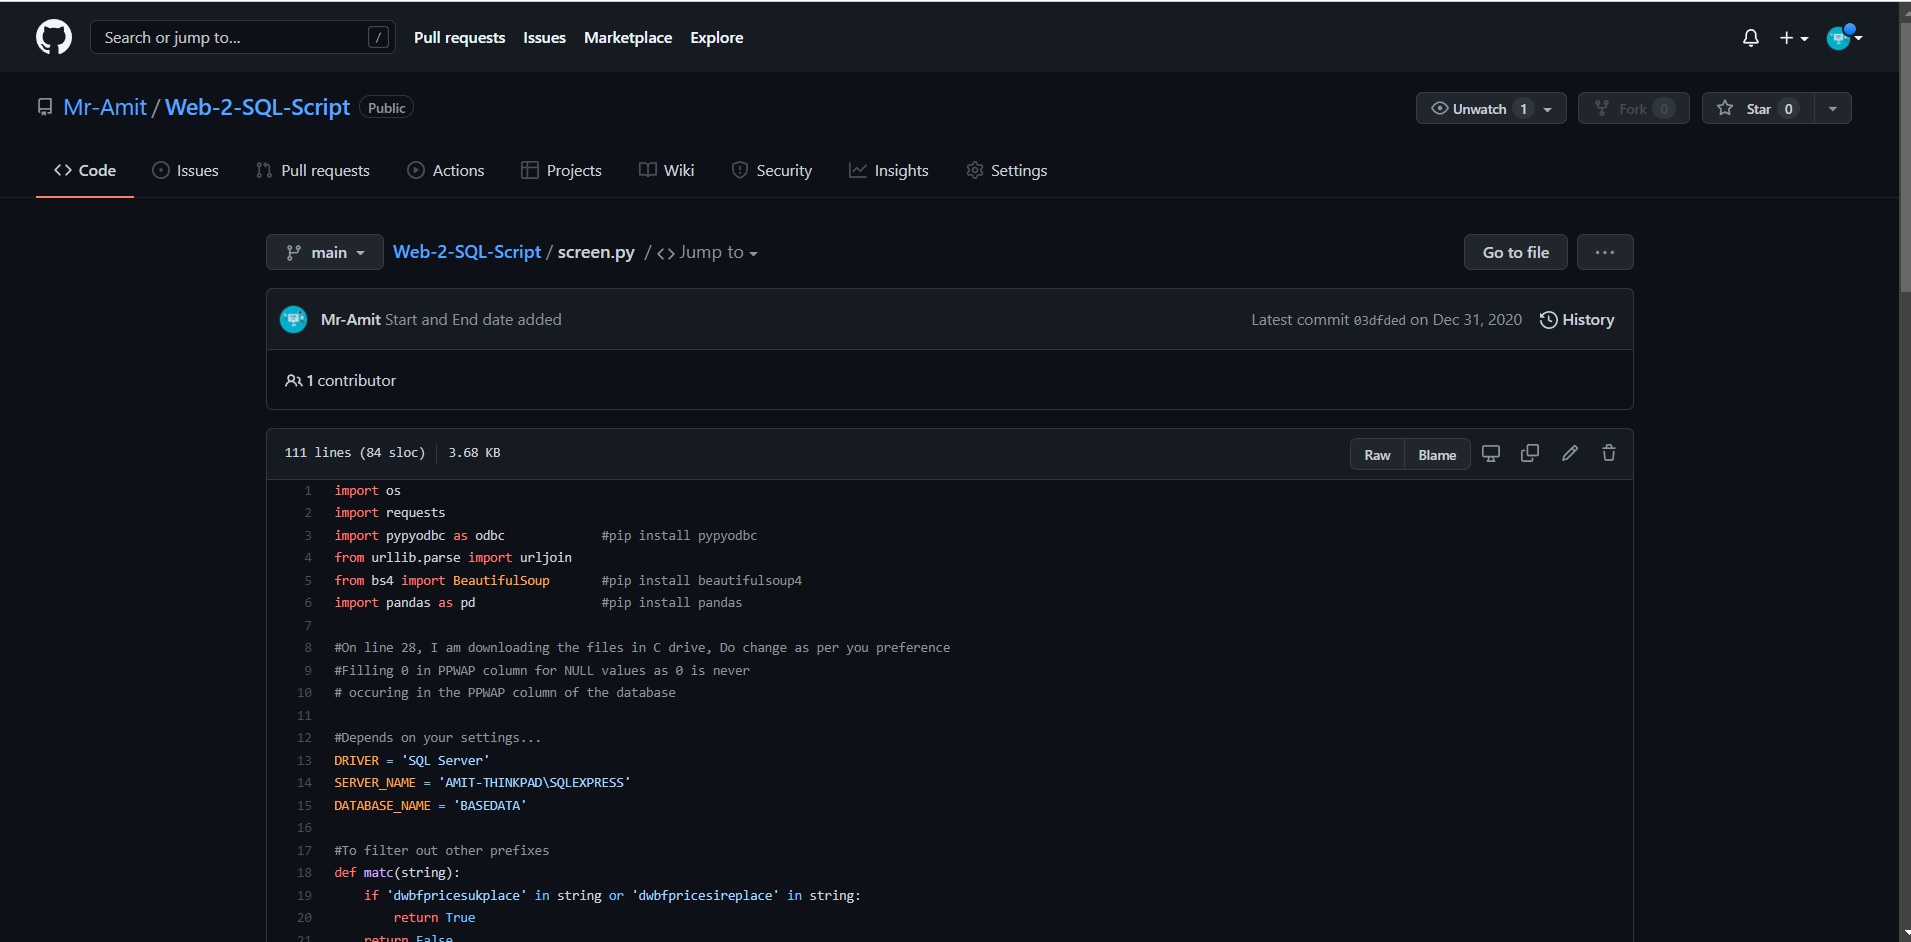 Search or jump to... / Pull requests Issues Marketplace Explore
Mr-Amit / Web-2-SQL-Script Public Unwatch 1 Fork 0 Star 0
Code Issues Pull requests Actions Projects Wiki Security Insights Settings
main Web-2-SQL-Script / screen.py / <> Jump to Go to file ...
Mr-Amit Start and End date added Latest commit 03dfded on Dec 31, 2020 History
1 contributor
111 lines (84 sloc) 3.68 KB Raw Blame
1 import os
2 import requests
3 import pypyodbc as odbc #pip install pypyodbc
4 from urllib.parse import urljoin
5 from bs4 import BeautifulSoup #pip install beautifulsoup4
6 import pandas as pd #pip install pandas
7
8 #On line 28, I am downloading the files in C drive, Do change as per you preference
9 #Filling 0 in PPWAP column for NULL values as 0 is never
10 # occuring in the PPWAP column of the database
11
12 #Depends on your settings...
13 DRIVER = 'SQL Server'
14 SERVER_NAME = 'AMIT-THINKPAD\SQLEXPRESS'
15 DATABASE_NAME = 'BASEDATA'
16
17 #To filter out other prefixes
18 def matc(string):
19 if 'dwbfpricesukplace' in string or 'dwbfpricesireplace' in string:
20 return True
21 return False